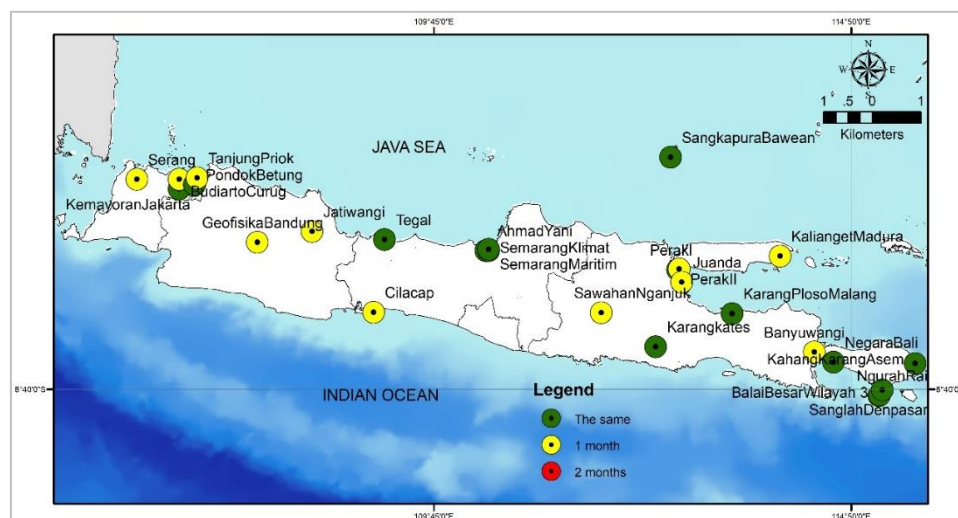 109°45'0"E
114°50'0"E
N
W
E
S
1 .5 0 1
Kilometers
SangkapuraBawean
JAVA SEA
Serang
TanjungPriok
PondokBetung
BudiartoCurug
KemayoranJakarta
GeofisikaBandung
Jatiwangi
Tegal
AhmadYani
SemarangKlimat
SemarangMaritim
KaliangetMadura
PerakI
Juanda
PerakII
Cilacap
SawahanNganjuk
KarangPlosoMalang
Karangkates
Banyuwangi
NegaraBali
KahangKarangAsem
NgurahRai
8°40'0"S
8°40'0"S
INDIAN OCEAN
BalaiBesarWilayah 3
SanglahDenpasar
Legend
The same
1 month
2 months
109°45'0"E
114°50'0"E